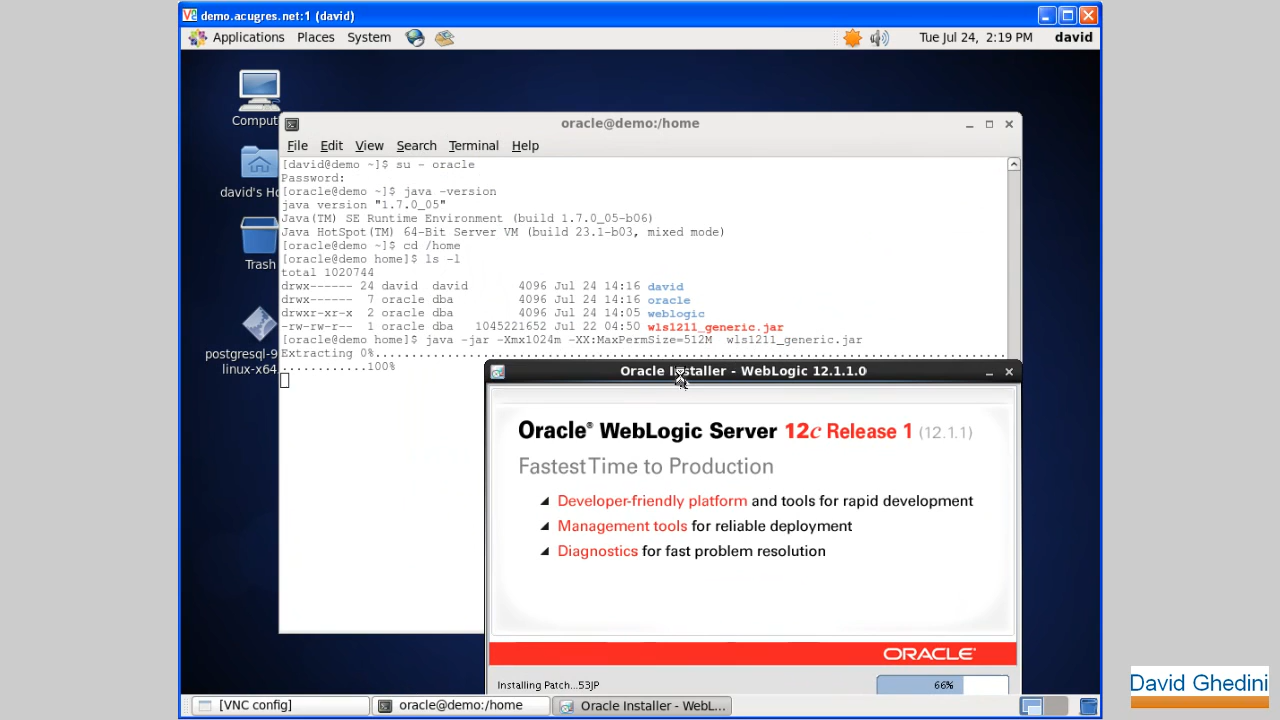 demo.acugres.net:1 (david)
Applications Places System Tue Jul 24, 2:19 PM david
Comput
david's Ho
Trash
postgresql-9
linux-x64
oracle@demo:/home
File Edit View Search Terminal Help
[david@demo ~]$ su - oracle
Password:
[oracle@demo ~]$ java -version
java version "1.7.0_05"
Java(TM) SE Runtime Environment (build 1.7.0_05-b06)
Java HotSpot(TM) 64-Bit Server VM (build 23.1-b03, mixed mode)
[oracle@demo ~]$ cd /home
[oracle@demo home]$ ls -l
total 1020744
drwx------ 24 david david 4096 Jul 24 14:16 david
drwx------ 7 oracle dba 4096 Jul 24 14:16 oracle
drwxr-xr-x 2 oracle dba 4096 Jul 24 14:05 weblogic
-rw-rw-r-- 1 oracle dba 1045221652 Jul 22 04:50 wls1211_generic.jar
[oracle@demo home]$ java -jar -Xmx1024m -XX:MaxPermSize=512M wls1211_generic.jar
Extracting 0%....................................................................................
............100%
Oracle Installer - WebLogic 12.1.1.0
Oracle® WebLogic Server 12c Release 1 (12.1.1)
Fastest Time to Production
Developer-friendly platform and tools for rapid development
Management tools for reliable deployment
Diagnostics for fast problem resolution
ORACLE®
Installing Patch...53JP 66%
[VNC config] oracle@demo:/home Oracle Installer - WebL...
David Ghedini